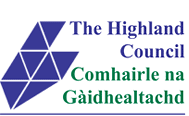 The Highland
Council
Comhairle na
Gàidhealtachd